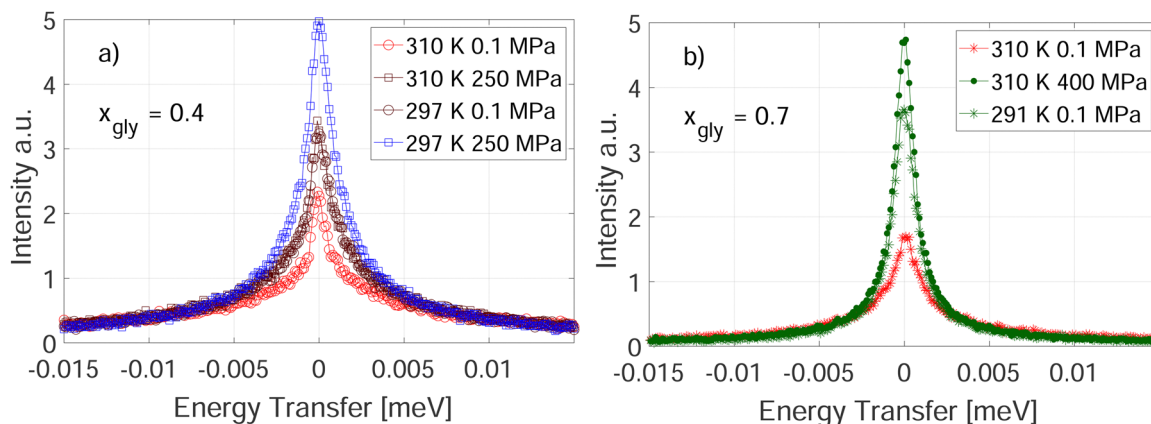 a)
x_gly = 0.4
310 K 0.1 MPa
310 K 250 MPa
297 K 0.1 MPa
297 K 250 MPa
5
4
3
2
1
0
Intensity a.u.
-0.015
-0.01
-0.005
0
0.005
0.01
Energy Transfer [meV]
b)
x_gly = 0.7
310 K 0.1 MPa
310 K 400 MPa
291 K 0.1 MPa
5
4
3
2
1
0
Intensity a.u.
-0.015
-0.01
-0.005
0
0.005
0.01
Energy Transfer [meV]